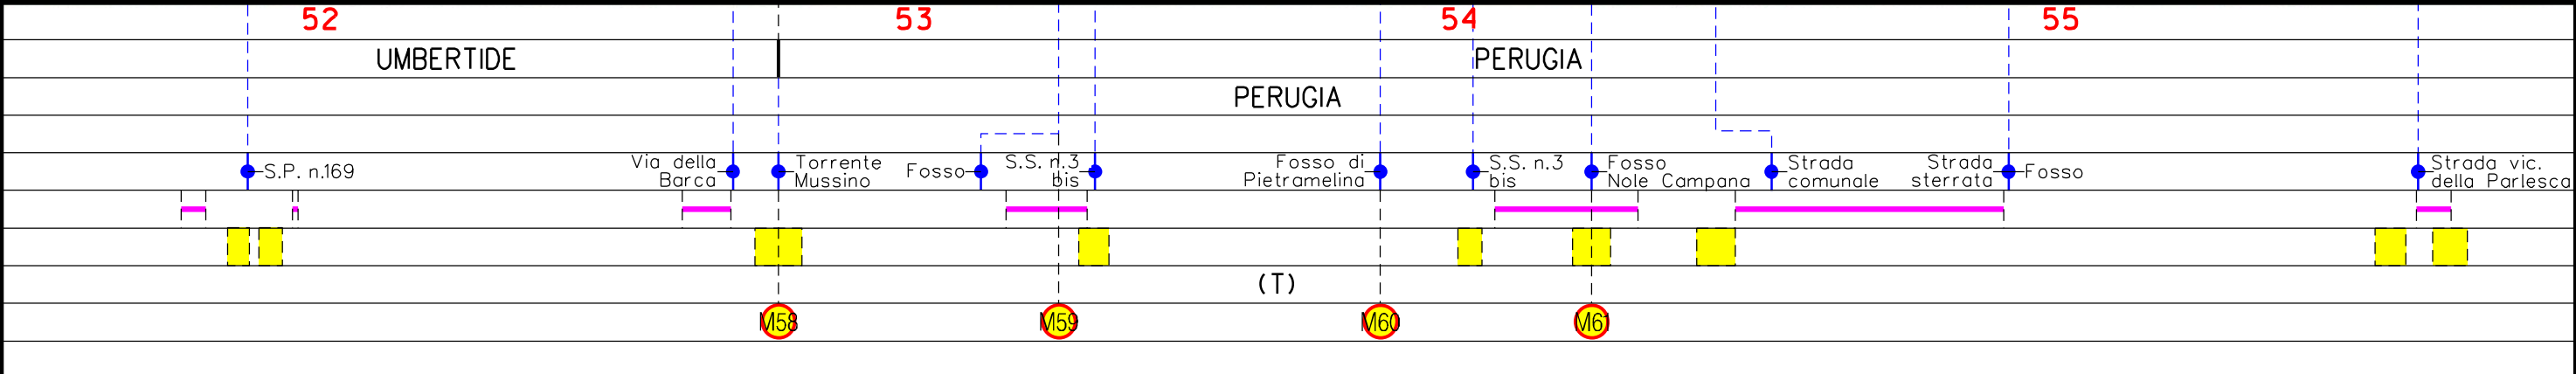 52 53 54 55
UMBERTIDE PERUGIA
PERUGIA
S.P. n.169
Via della
Barca
Torrente
Mussino
Fosso
S.S. n.3
bis
Fosso di
Pietramelina
S.S. n.3
bis
Fosso
Nole Campana
Strada
comunale
Strada
sterrata
Fosso
Strada vic.
della Parlesca
(T)
M58 M59 M60 M61